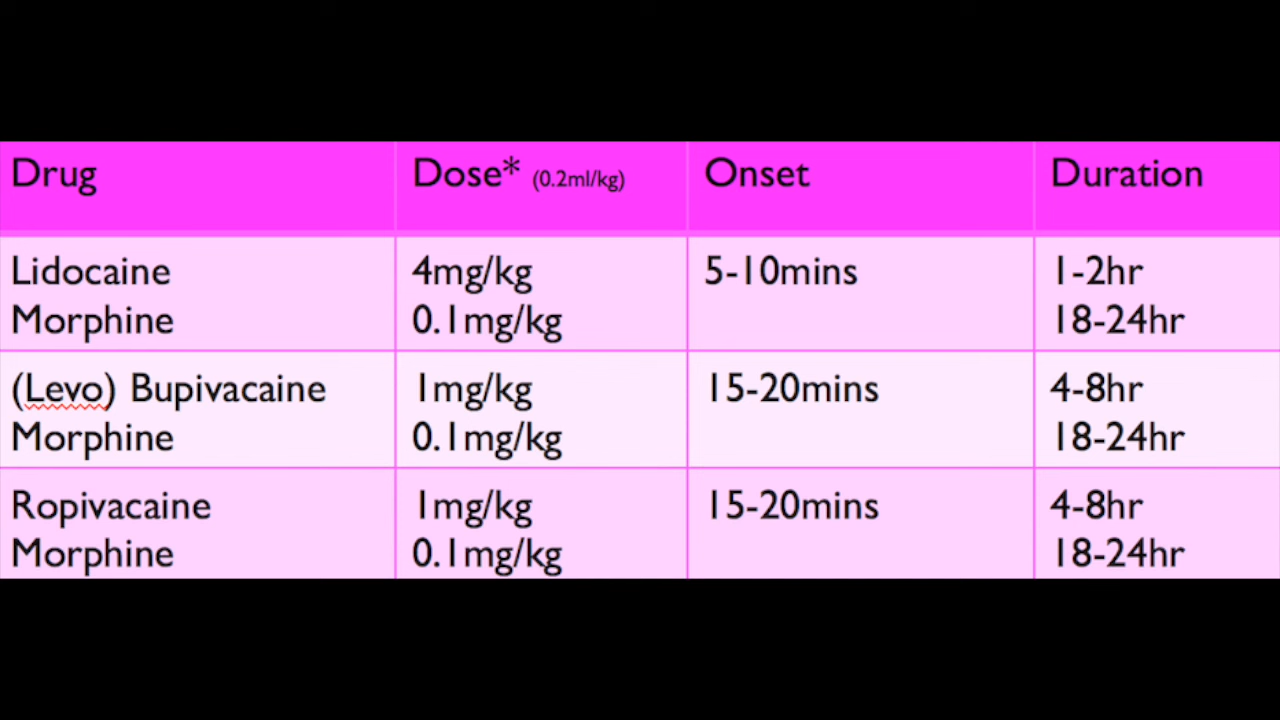 Drug Dose* (0.2ml/kg) Onset Duration
Lidocaine 4mg/kg 5-10mins 1-2hr
Morphine 0.1mg/kg 18-24hr
(Levo) Bupivacaine 1mg/kg 15-20mins 4-8hr
Morphine 0.1mg/kg 18-24hr
Ropivacaine 1mg/kg 15-20mins 4-8hr
Morphine 0.1mg/kg 18-24hr